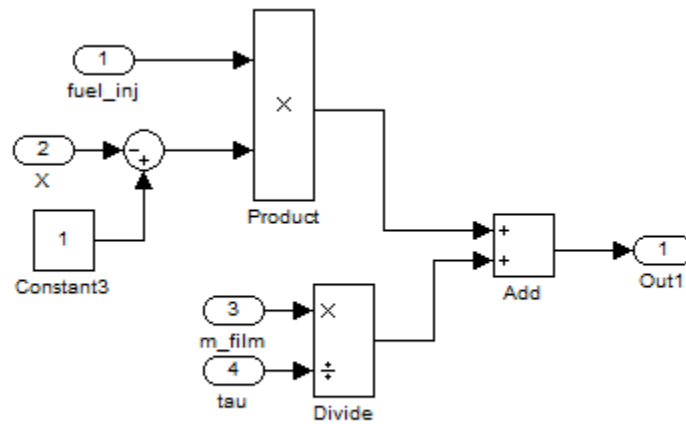 1
fuel_inj
2
X
−
+
1
Constant3
×
Product
3
m_film
4
tau
×
÷
Divide
+
+
Add
1
Out1